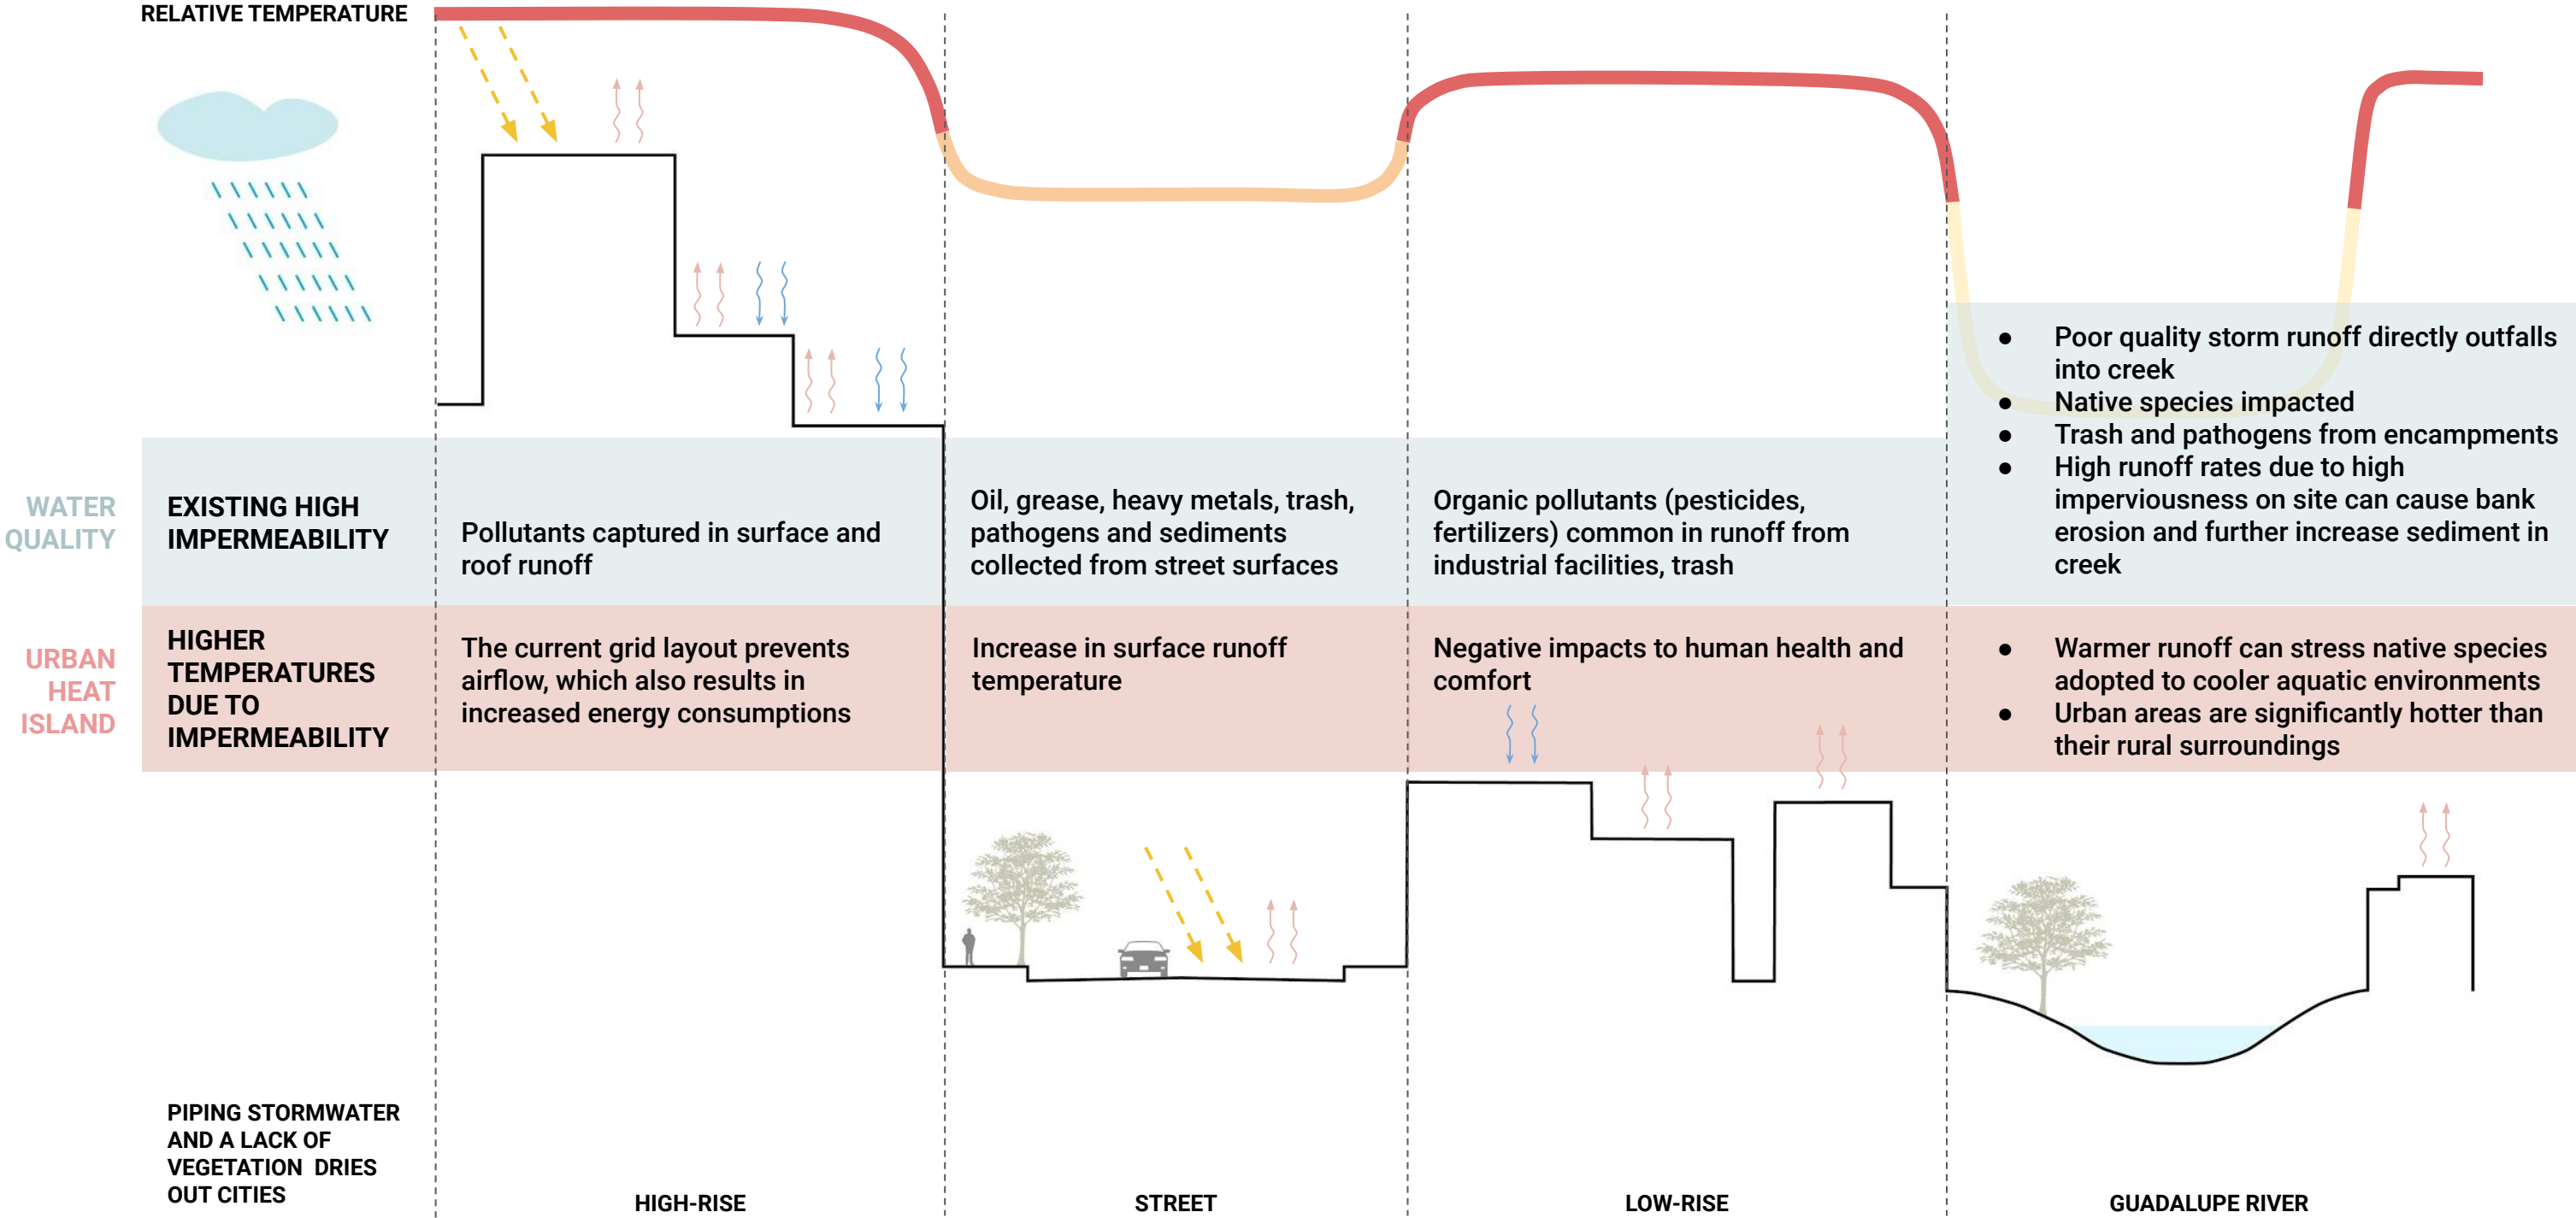 RELATIVE TEMPERATURE
WATER
QUALITY
EXISTING HIGH
IMPERMEABILITY
Pollutants captured in surface and
roof runoff
Oil, grease, heavy metals, trash,
pathogens and sediments
collected from street surfaces
Organic pollutants (pesticides,
fertilizers) common in runoff from
industrial facilities, trash
● Poor quality storm runoff directly outfalls
into creek
● Native species impacted
● Trash and pathogens from encampments
● High runoff rates due to high
imperviousness on site can cause bank
erosion and further increase sediment in
creek
URBAN
HEAT
ISLAND
HIGHER
TEMPERATURES
DUE TO
IMPERMEABILITY
The current grid layout prevents
airflow, which also results in
increased energy consumptions
Increase in surface runoff
temperature
Negative impacts to human health and
comfort
● Warmer runoff can stress native species
adopted to cooler aquatic environments
● Urban areas are significantly hotter than
their rural surroundings
PIPING STORMWATER
AND A LACK OF
VEGETATION DRIES
OUT CITIES
HIGH-RISE
STREET
LOW-RISE
GUADALUPE RIVER